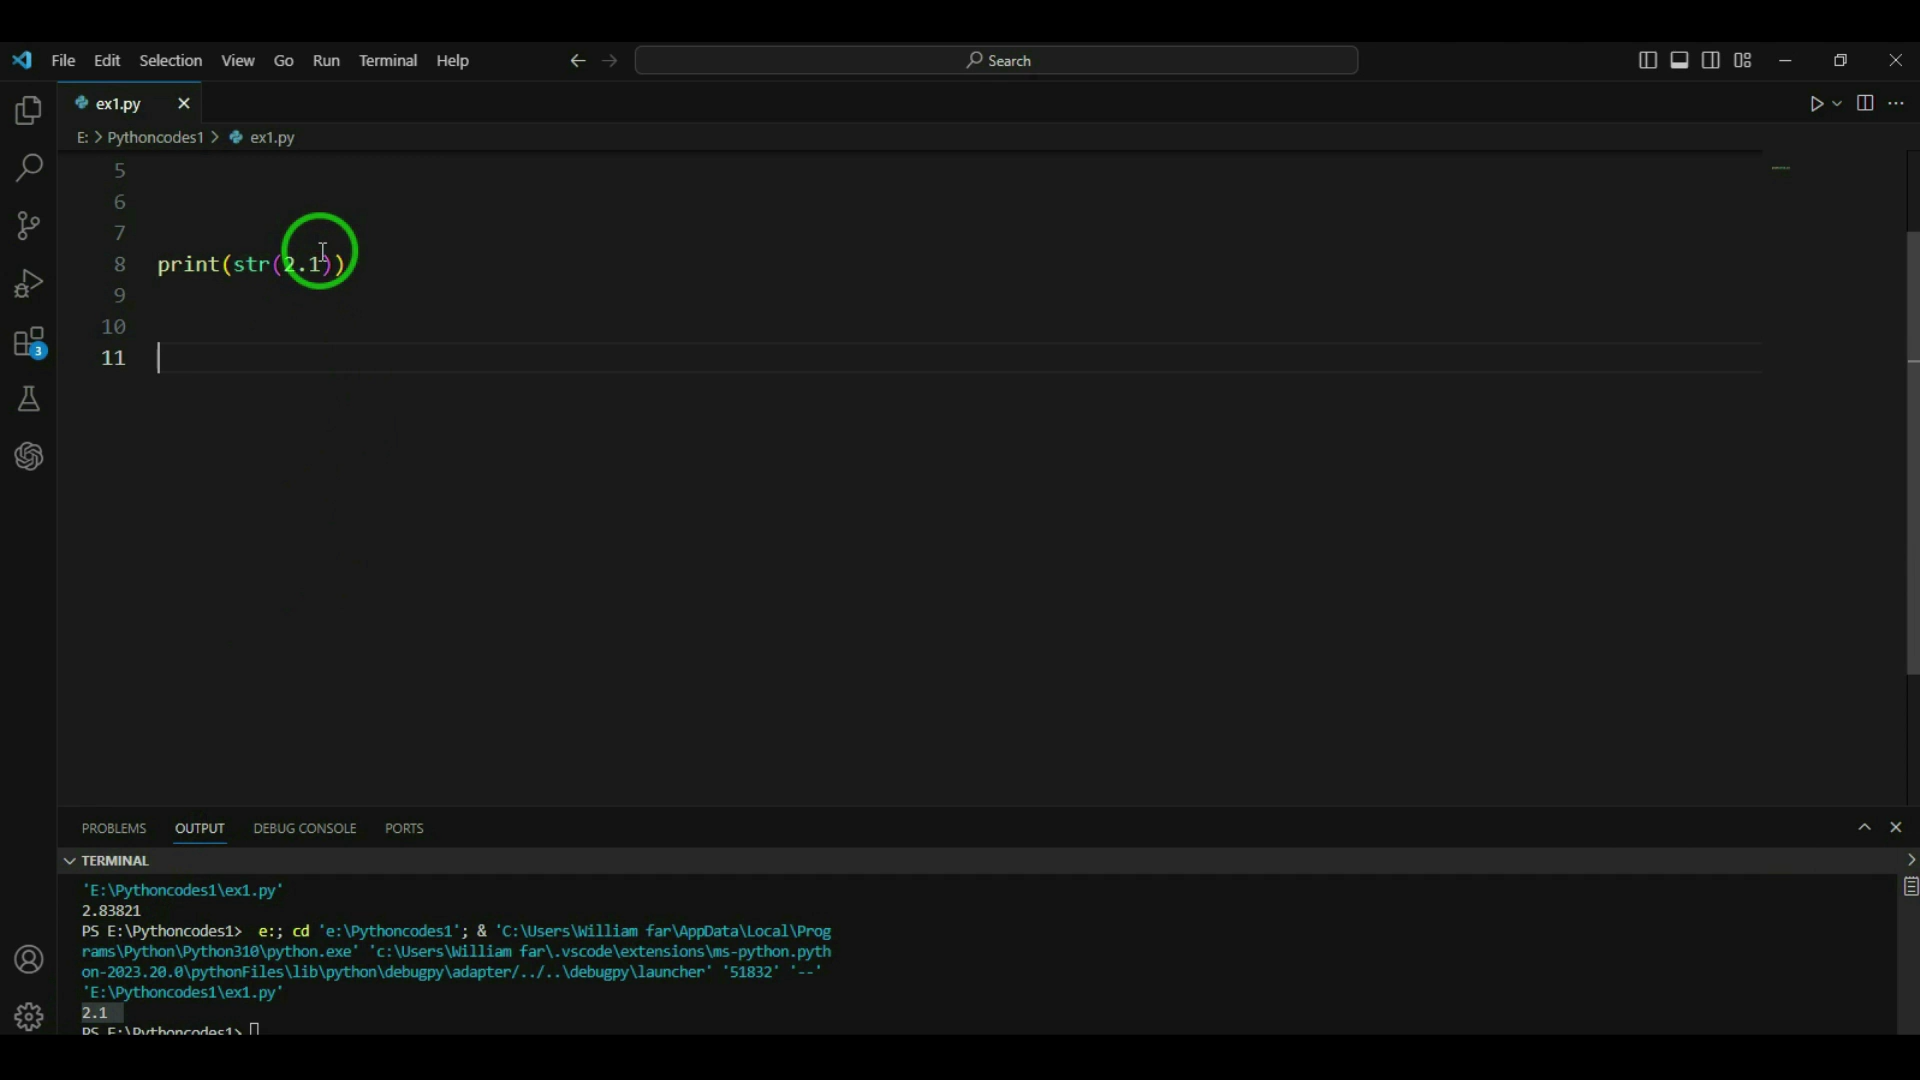 File Edit Selection View Go Run Terminal Help Search
ex1.py
E: > Pythoncodes1 > ex1.py
5
6
7
8 print(str(2.1))
9
10
11
3
PROBLEMS OUTPUT DEBUG CONSOLE PORTS
TERMINAL
'E:\Pythoncodes1\ex1.py'
2.83821
PS E:\Pythoncodes1> e:; cd 'e:\Pythoncodes1'; & 'C:\Users\William far\AppData\Local\Prog
rams\Python\Python310\python.exe' 'c:\Users\William far\.vscode\extensions\ms-python.pyth
on-2023.20.0\pythonFiles\lib\python\debugpy\adapter/../..\debugpy\launcher' '51832' '--'
'E:\Pythoncodes1\ex1.py'
2.1
PS E:\Pythoncodes1>